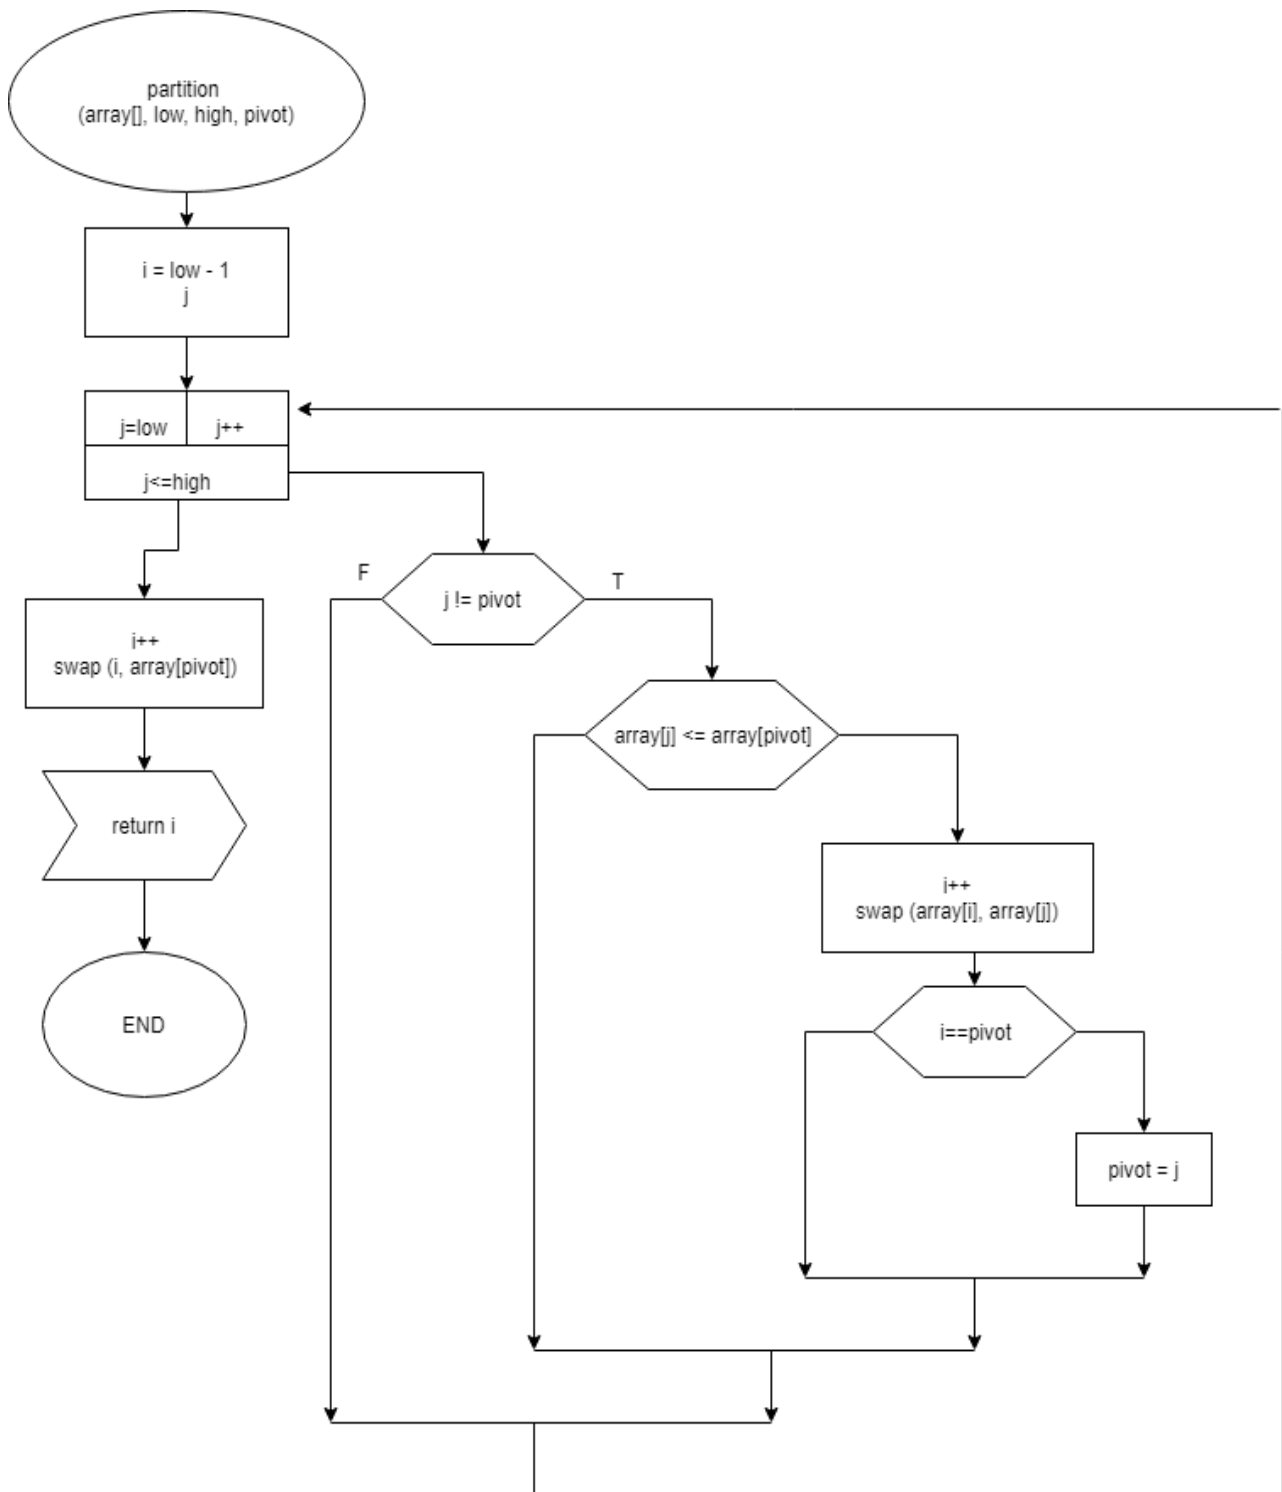 partition
(array[], low, high, pivot)
i = low - 1
j
j=low
j++
j<=high
F
j != pivot
T
i++
swap (i, array[pivot])
array[j] <= array[pivot]
return i
i++
swap (array[i], array[j])
END
i==pivot
pivot = j